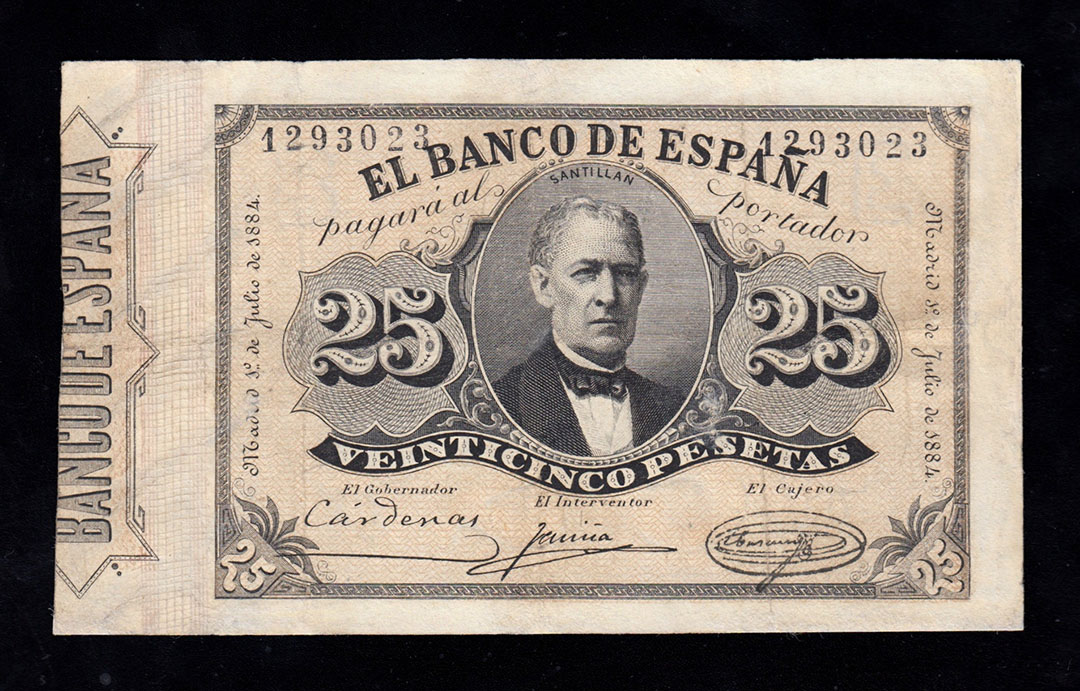 BANCO DE ESPAÑA
1293023
1293023
EL BANCO DE ESPAÑA
pagará al
portador
SANTILLAN
Madrid 1º. de Julio de 1884.
Madrid 1º. de Julio de 1884.
25
25
VEINTICINCO PESETAS
El Gobernador
El Interventor
El Cajero
Cárdenas
25
25